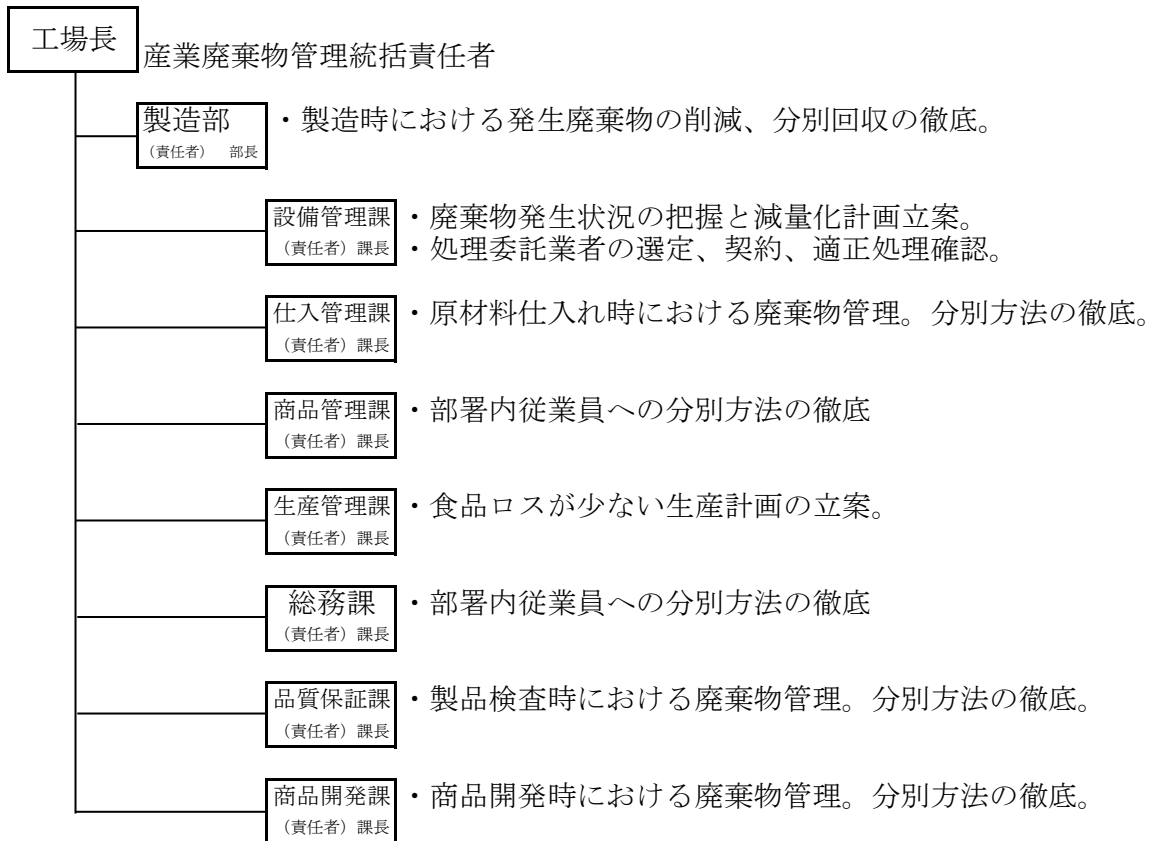 工場長
産業廃棄物管理統括責任者
製造部
（責任者）　部長
・製造時における発生廃棄物の削減、分別回収の徹底。
設備管理課
（責任者）課長
・廃棄物発生状況の把握と減量化計画立案。
・処理委託業者の選定、契約、適正処理確認。
仕入管理課
（責任者）課長
・原材料仕入れ時における廃棄物管理。分別方法の徹底。
商品管理課
（責任者）課長
・部署内従業員への分別方法の徹底
生産管理課
（責任者）課長
・食品ロスが少ない生産計画の立案。
総務課
（責任者）課長
・部署内従業員への分別方法の徹底
品質保証課
（責任者）課長
・製品検査時における廃棄物管理。分別方法の徹底。
商品開発課
（責任者）課長
・商品開発時における廃棄物管理。分別方法の徹底。